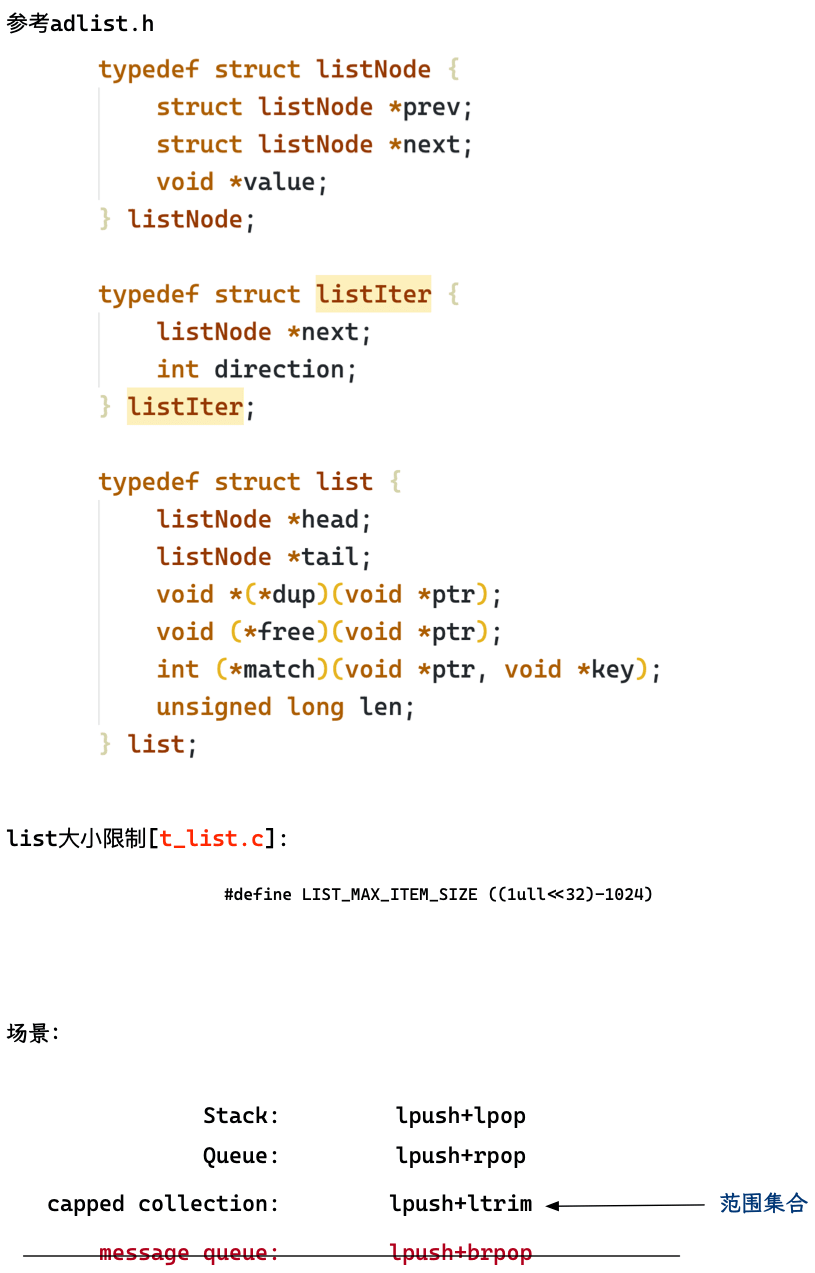 参考adlist.h
typedef struct listNode {
    struct listNode *prev;
    struct listNode *next;
    void *value;
} listNode;
typedef struct listIter {
    listNode *next;
    int direction;
} listIter;
typedef struct list {
    listNode *head;
    listNode *tail;
    void *(*dup)(void *ptr);
    void (*free)(void *ptr);
    int (*match)(void *ptr, void *key);
    unsigned long len;
} list;
list大小限制[t_list.c]:
#define LIST_MAX_ITEM_SIZE ((1ull<<32)-1024)
场景:
Stack: lpush+lpop
Queue: lpush+rpop
capped collection: lpush+ltrim 范围集合
message queue: lpush+brpop